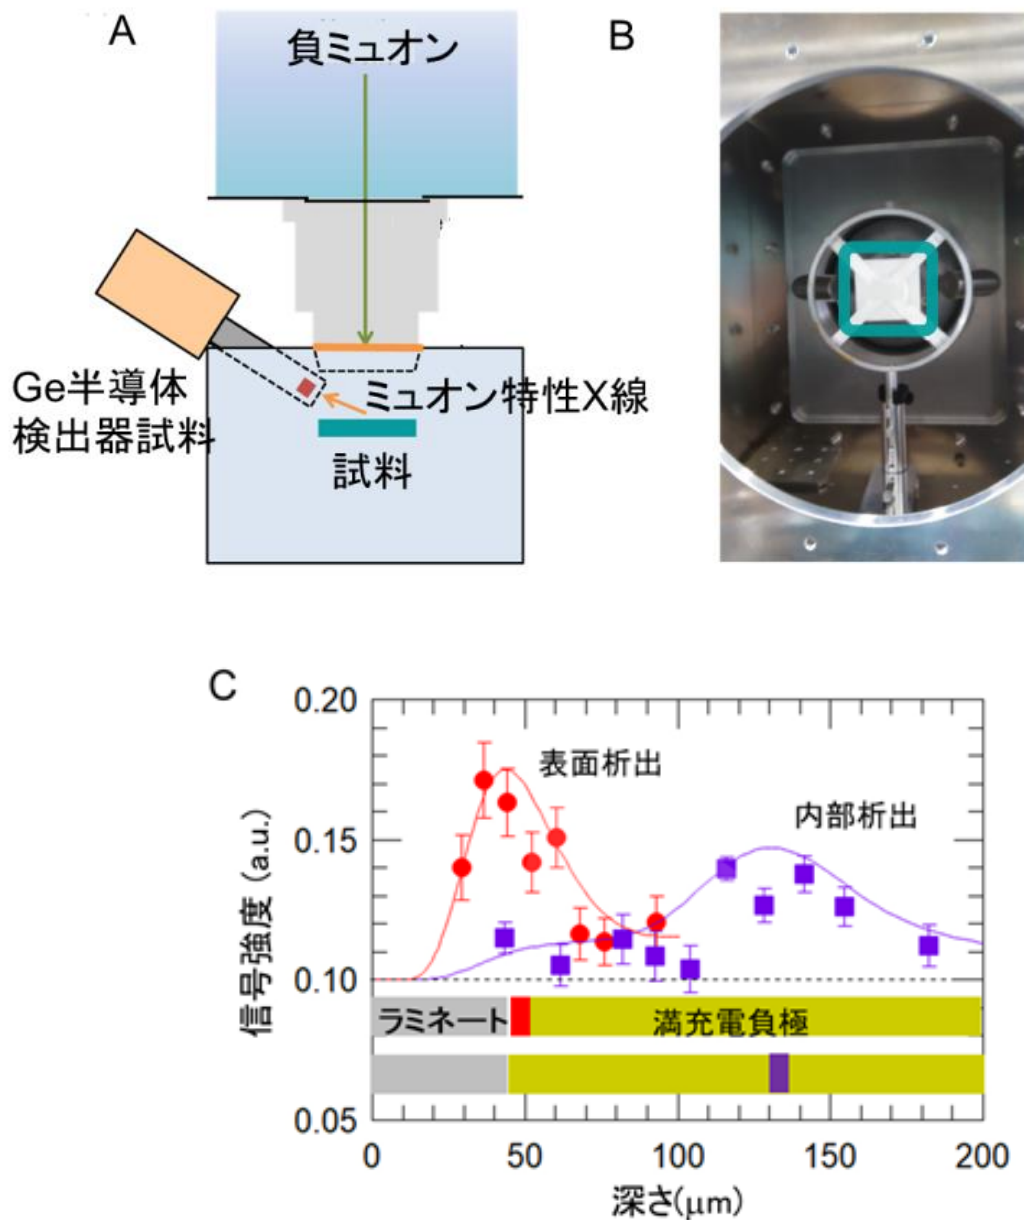 A
B
負ミュオン
Ge半導体
検出器試料
ミュオン特性X線
試料
C
0.20
0.15
0.10
0.05
信号強度 (a.u.)
表面析出
内部析出
ラミネート
満充電負極
0
50
100
150
200
深さ(μm)